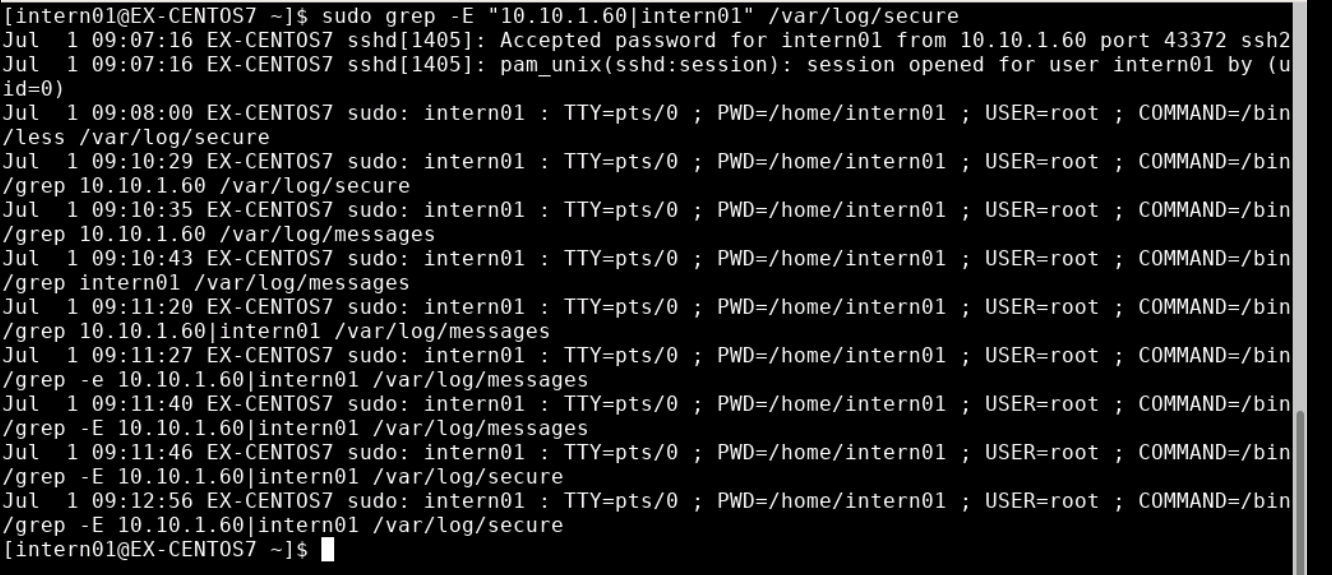 [intern01@EX-CENTOS7 ~]$ sudo grep -E "10.10.1.60|intern01" /var/log/secure
Jul  1 09:07:16 EX-CENTOS7 sshd[1405]: Accepted password for intern01 from 10.10.1.60 port 43372 ssh2
Jul  1 09:07:16 EX-CENTOS7 sshd[1405]: pam_unix(sshd:session): session opened for user intern01 by (u
id=0)
Jul  1 09:08:00 EX-CENTOS7 sudo: intern01 : TTY=pts/0 ; PWD=/home/intern01 ; USER=root ; COMMAND=/bin
/less /var/log/secure
Jul  1 09:10:29 EX-CENTOS7 sudo: intern01 : TTY=pts/0 ; PWD=/home/intern01 ; USER=root ; COMMAND=/bin
/grep 10.10.1.60 /var/log/secure
Jul  1 09:10:35 EX-CENTOS7 sudo: intern01 : TTY=pts/0 ; PWD=/home/intern01 ; USER=root ; COMMAND=/bin
/grep 10.10.1.60 /var/log/messages
Jul  1 09:10:43 EX-CENTOS7 sudo: intern01 : TTY=pts/0 ; PWD=/home/intern01 ; USER=root ; COMMAND=/bin
/grep intern01 /var/log/messages
Jul  1 09:11:20 EX-CENTOS7 sudo: intern01 : TTY=pts/0 ; PWD=/home/intern01 ; USER=root ; COMMAND=/bin
/grep 10.10.1.60|intern01 /var/log/messages
Jul  1 09:11:27 EX-CENTOS7 sudo: intern01 : TTY=pts/0 ; PWD=/home/intern01 ; USER=root ; COMMAND=/bin
/grep -e 10.10.1.60|intern01 /var/log/messages
Jul  1 09:11:40 EX-CENTOS7 sudo: intern01 : TTY=pts/0 ; PWD=/home/intern01 ; USER=root ; COMMAND=/bin
/grep -E 10.10.1.60|intern01 /var/log/messages
Jul  1 09:11:46 EX-CENTOS7 sudo: intern01 : TTY=pts/0 ; PWD=/home/intern01 ; USER=root ; COMMAND=/bin
/grep -E 10.10.1.60|intern01 /var/log/secure
Jul  1 09:12:56 EX-CENTOS7 sudo: intern01 : TTY=pts/0 ; PWD=/home/intern01 ; USER=root ; COMMAND=/bin
/grep -E 10.10.1.60|intern01 /var/log/secure
[intern01@EX-CENTOS7 ~]$